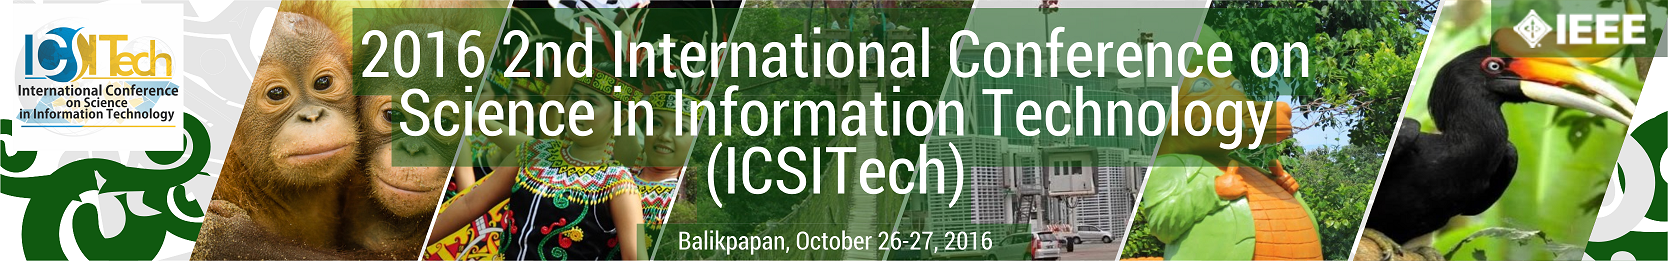 ICSITech
International Conference
on Science
in Information Technology
2016 2nd International Conference on
Science in Information Technology
(ICSITech)
Balikpapan, October 26-27, 2016
IEEE